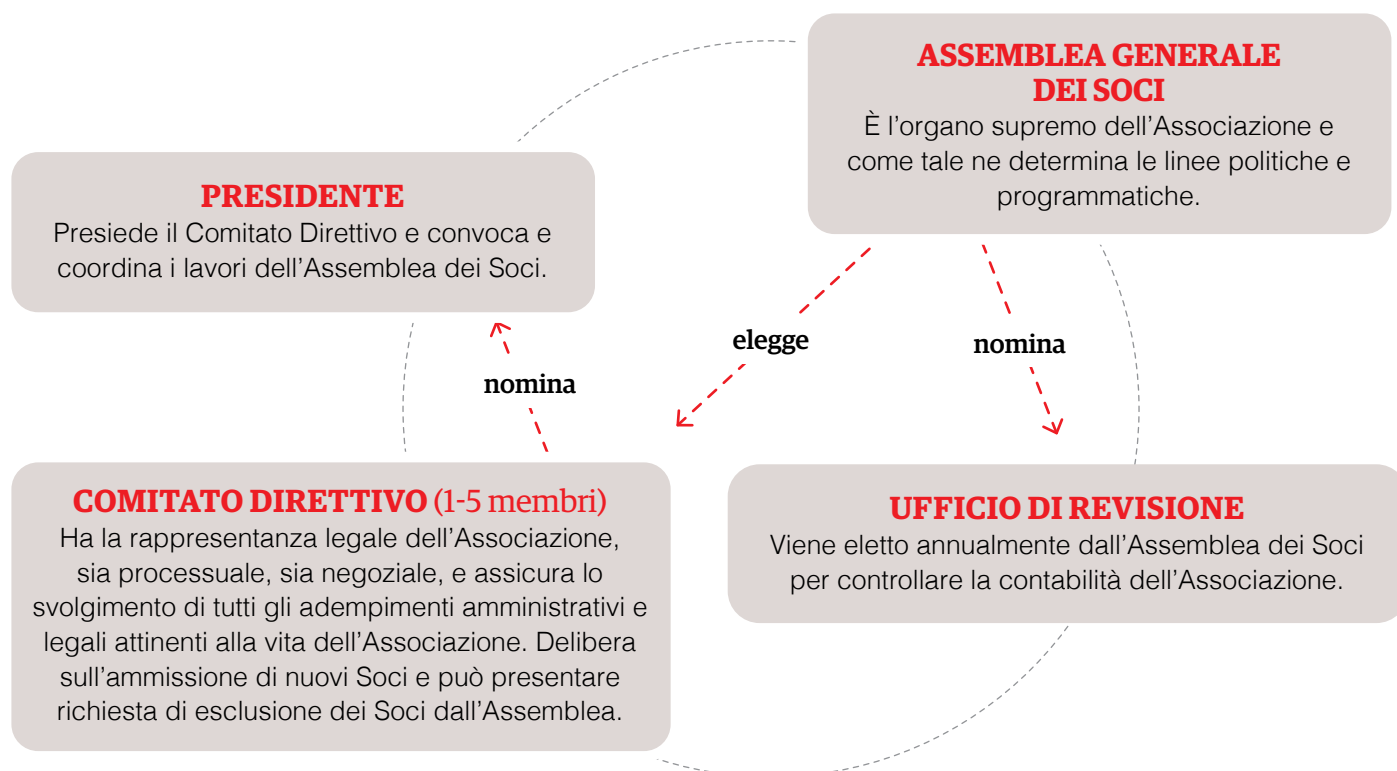 ASSEMBLEA GENERALE
DEI SOCI
È l’organo supremo dell’Associazione e
come tale ne determina le linee politiche e
programmatiche.
PRESIDENTE
Presiede il Comitato Direttivo e convoca e
coordina i lavori dell’Assemblea dei Soci.
elegge
nomina
nomina
COMITATO DIRETTIVO (1-5 membri)
Ha la rappresentanza legale dell’Associazione,
sia processuale, sia negoziale, e assicura lo
svolgimento di tutti gli adempimenti amministrativi e
legali attinenti alla vita dell’Associazione. Delibera
sull’ammissione di nuovi Soci e può presentare
richiesta di esclusione dei Soci dall’Assemblea.
UFFICIO DI REVISIONE
Viene eletto annualmente dall’Assemblea dei Soci
per controllare la contabilità dell’Associazione.